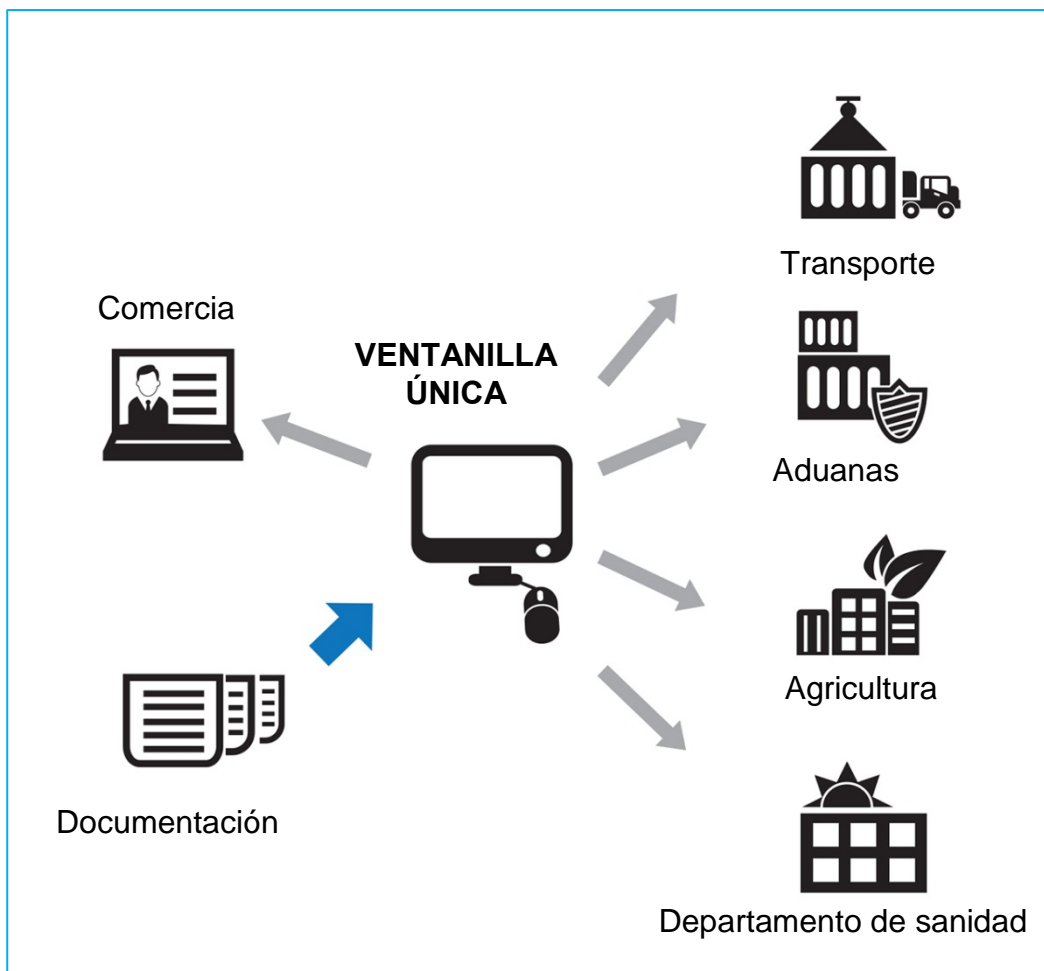 Transporte
Comercia
VENTANILLA
ÚNICA
Aduanas
Agricultura
Documentación
Departamento de sanidad